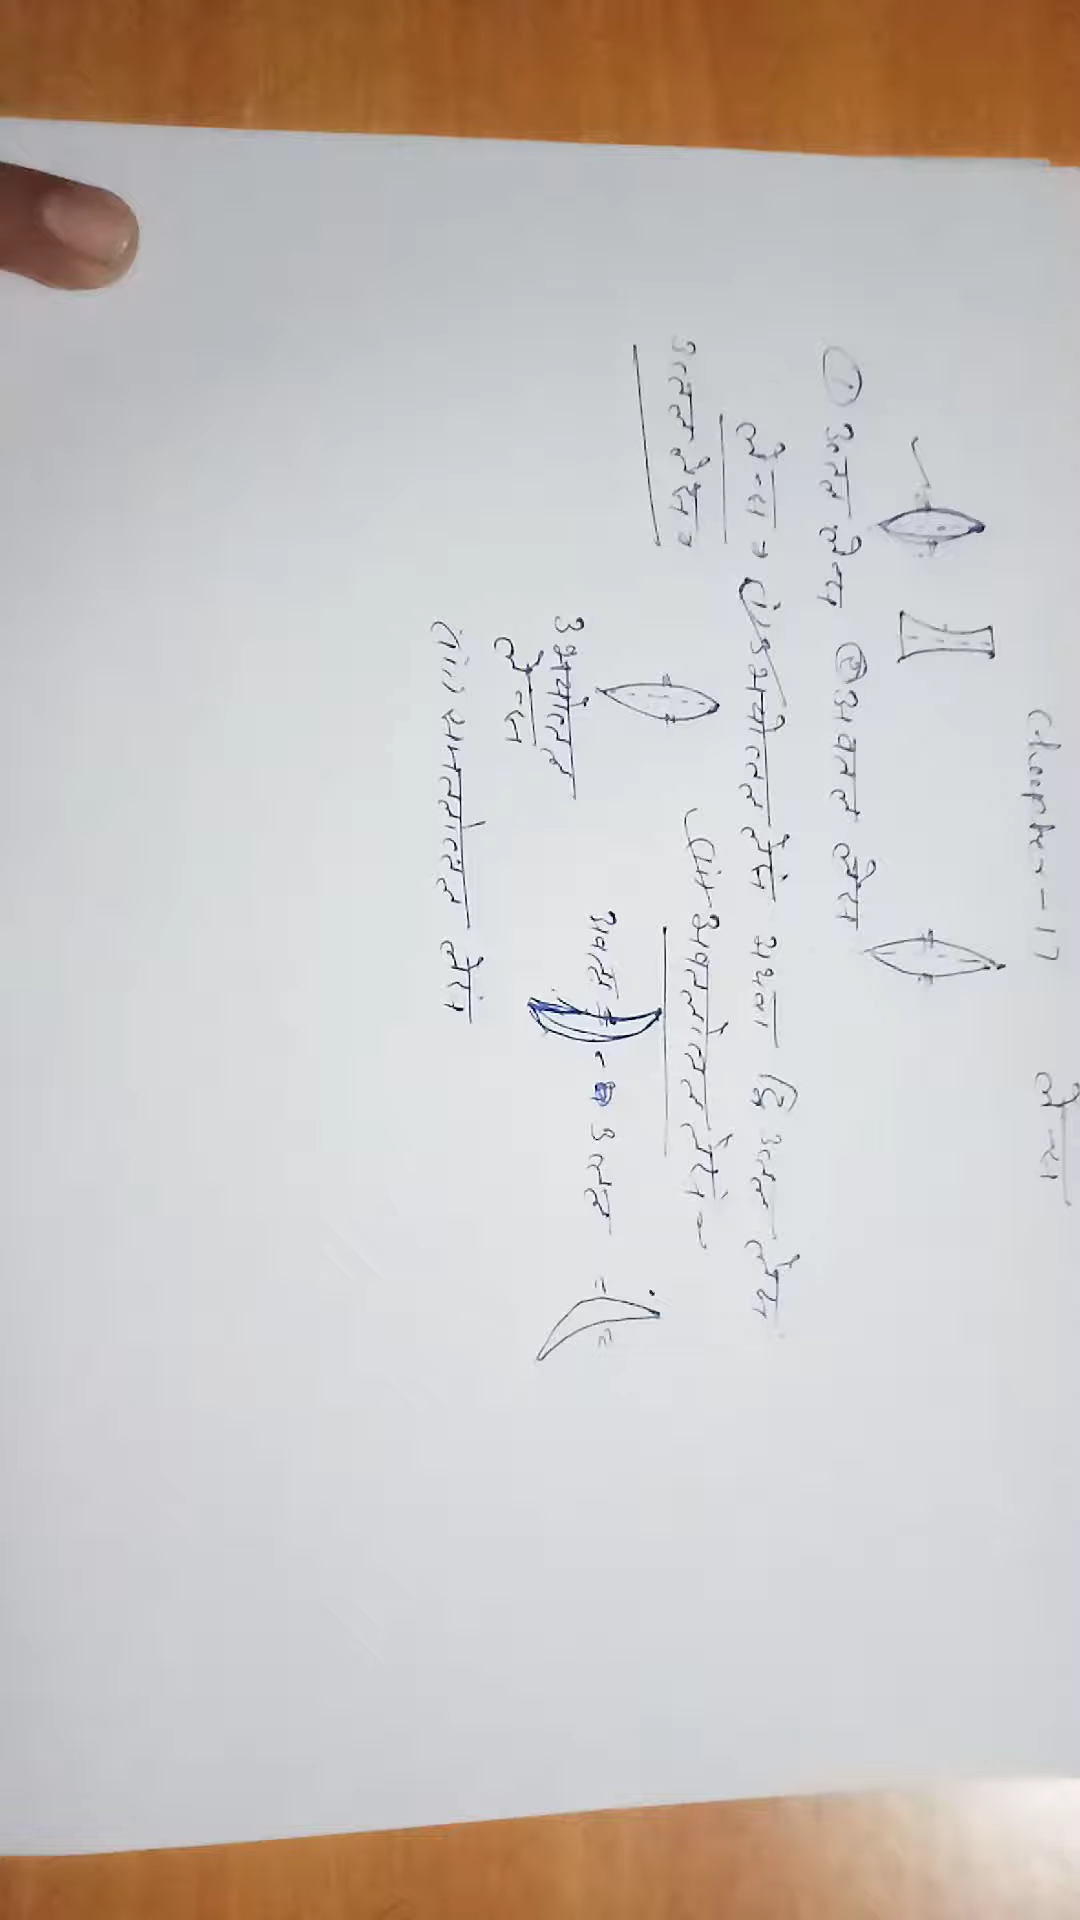 Chapter-17 लेन्स
① उत्तल लेन्स ② अवतल लेंस
लेन्स → (i) उभयोत्तल लेंस अथवा द्वि उत्तल लेंस
उत्तल लेंस → (ii) अवतलोत्तल लेंस →
अवतल उत्तल
उभयोत्तल
लेन्स
(iii) समतलोत्तल लेंस